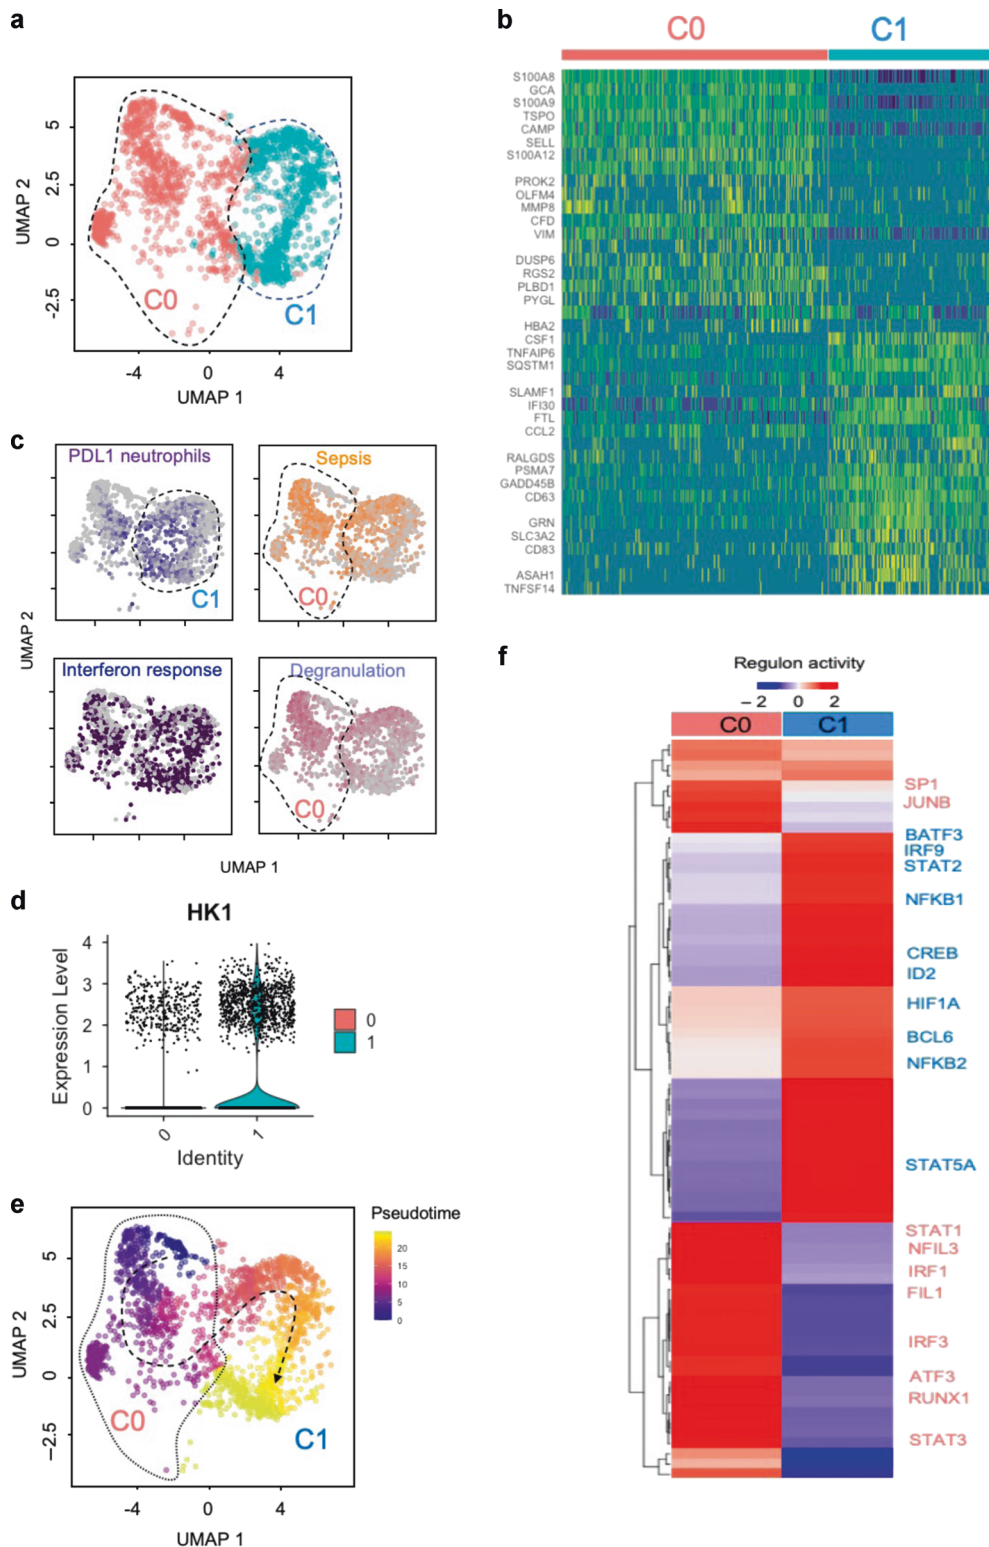 a
5
2.5
0
-2.5
UMAP 2
C0
C1
-4
0
4
UMAP 1
b
C0
C1
S100A8
GCA
S100A9
TSPO
CAMP
SELL
S100A12
PROK2
OLFM4
MMP8
CFD
VIM
DUSP6
RGS2
PLBD1
PYGL
HBA2
CSF1
TNFAIP6
SQSTM1
SLAMF1
IFI30
FTL
CCL2
RALGDS
PSMA7
GADD45B
CD63
GRN
SLC3A2
CD83
ASAH1
TNFSF14
c
PDL1 neutrophils
C1
Sepsis
C0
Interferon response
Degranulation
C0
UMAP 2
UMAP 1
d
HK1
Expression Level
4
3
2
1
0
0
1
Identity
0
1
e
5
2.5
0
−2.5
UMAP 2
C0
C1
-4
0
4
UMAP 1
Pseudotime
20
15
10
5
0
f
Regulon activity
−2
0
2
C0
C1
SP1
JUNB
BATF3
IRF9
STAT2
NFKB1
CREB
ID2
HIF1A
BCL6
NFKB2
STAT5A
STAT1
NFIL3
IRF1
FIL1
IRF3
ATF3
RUNX1
STAT3